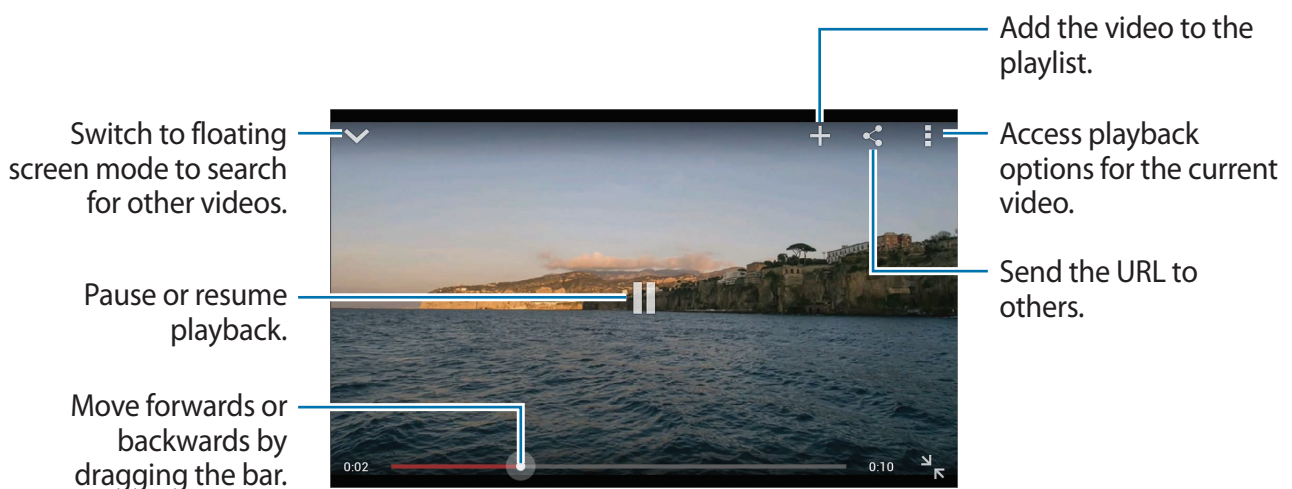 Add the video to the
playlist.
Switch to floating
screen mode to search
for other videos.
Access playback
options for the current
video.
Pause or resume
playback.
Send the URL to
others.
Move forwards or
backwards by
dragging the bar.
0:02
0:10